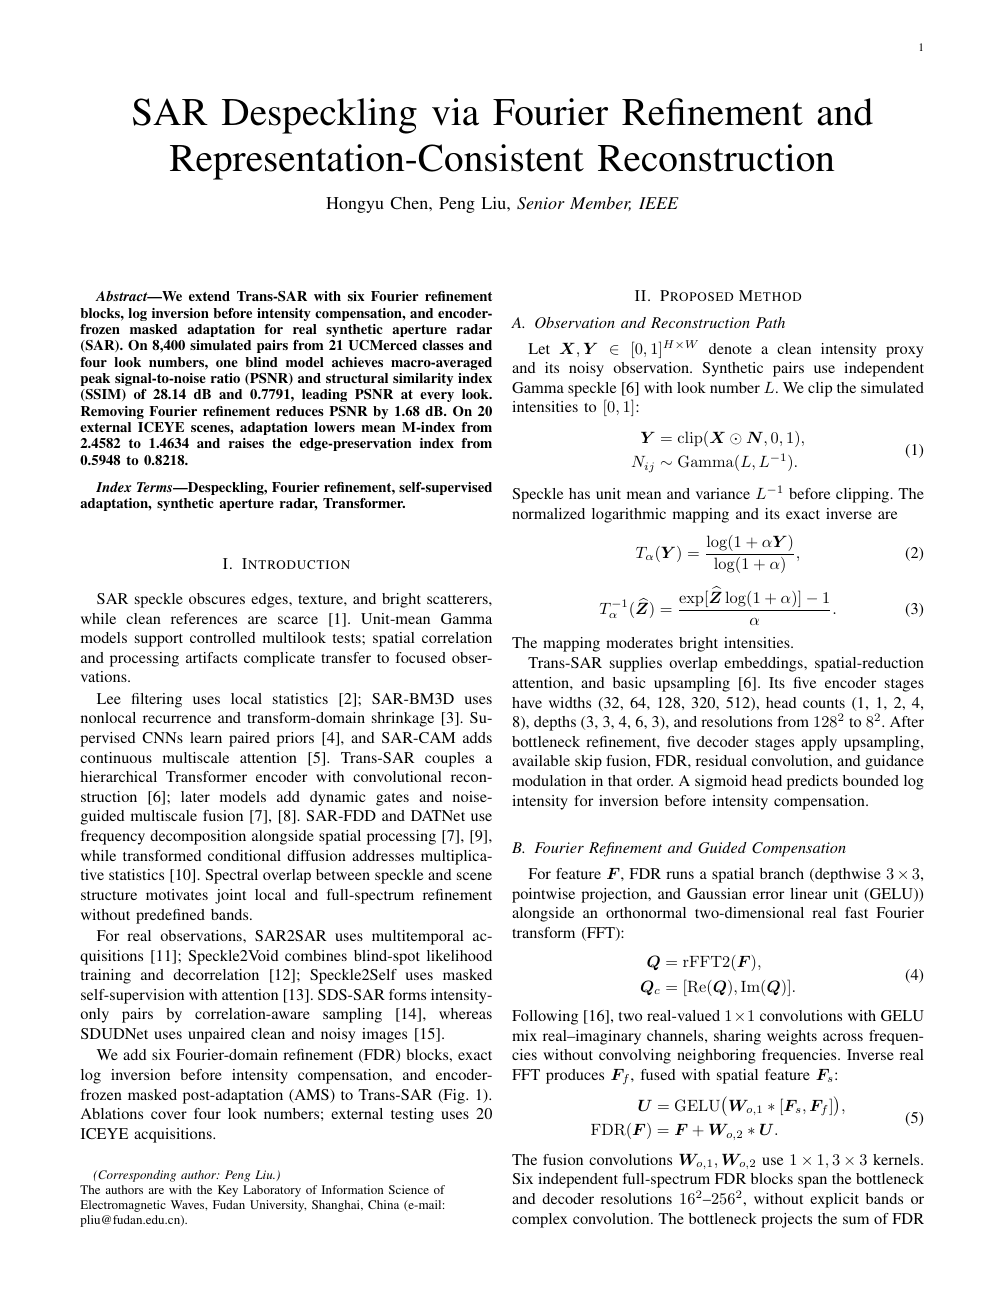 1
SAR Despeckling via Fourier Refinement and
Representation-Consistent Reconstruction
Hongyu Chen, Peng Liu, Senior Member, IEEE
Abstract—We extend Trans-SAR with six Fourier refinement
blocks, log inversion before intensity compensation, and encoder-
frozen masked adaptation for real synthetic aperture radar
(SAR). On 8,400 simulated pairs from 21 UCMerced classes and
four look numbers, one blind model achieves macro-averaged
peak signal-to-noise ratio (PSNR) and structural similarity index
(SSIM) of 28.14 dB and 0.7791, leading PSNR at every look.
Removing Fourier refinement reduces PSNR by 1.68 dB. On 20
external ICEYE scenes, adaptation lowers mean M-index from
2.4582 to 1.4634 and raises the edge-preservation index from
0.5948 to 0.8218.
Index Terms—Despeckling, Fourier refinement, self-supervised
adaptation, synthetic aperture radar, Transformer.
I. INTRODUCTION
SAR speckle obscures edges, texture, and bright scatterers,
while clean references are scarce [1]. Unit-mean Gamma
models support controlled multilook tests; spatial correlation
and processing artifacts complicate transfer to focused obser-
vations.
Lee filtering uses local statistics [2]; SAR-BM3D uses
nonlocal recurrence and transform-domain shrinkage [3]. Su-
pervised CNNs learn paired priors [4], and SAR-CAM adds
continuous multiscale attention [5]. Trans-SAR couples a
hierarchical Transformer encoder with convolutional recon-
struction [6]; later models add dynamic gates and noise-
guided multiscale fusion [7], [8]. SAR-FDD and DATNet use
frequency decomposition alongside spatial processing [7], [9],
while transformed conditional diffusion addresses multiplica-
tive statistics [10]. Spectral overlap between speckle and scene
structure motivates joint local and full-spectrum refinement
without predefined bands.
For real observations, SAR2SAR uses multitemporal ac-
quisitions [11]; Speckle2Void combines blind-spot likelihood
training and decorrelation [12]; Speckle2Self uses masked
self-supervision with attention [13]. SDS-SAR forms intensity-
only pairs by correlation-aware sampling [14], whereas
SDUDNet uses unpaired clean and noisy images [15].
We add six Fourier-domain refinement (FDR) blocks, exact
log inversion before intensity compensation, and encoder-
frozen masked post-adaptation (AMS) to Trans-SAR (Fig. 1).
Ablations cover four look numbers; external testing uses 20
ICEYE acquisitions.
(Corresponding author: Peng Liu.)
The authors are with the Key Laboratory of Information Science of
Electromagnetic Waves, Fudan University, Shanghai, China (e-mail:
pliu@fudan.edu.cn).
II. PROPOSED METHOD
A. Observation and Reconstruction Path
Let X, Y ∈ [0, 1]^{H×W} denote a clean intensity proxy
and its noisy observation. Synthetic pairs use independent
Gamma speckle [6] with look number L. We clip the simulated
intensities to [0, 1]:
Y = clip(X ⊙ N, 0, 1),
N_{ij} ∼ Gamma(L, L^{−1}). (1)
Speckle has unit mean and variance L^{−1} before clipping. The
normalized logarithmic mapping and its exact inverse are
T_α(Y) = log(1 + αY) / log(1 + α), (2)
T_α^{−1}(Ẑ) = exp[Ẑ log(1 + α)] − 1 / α. (3)
The mapping moderates bright intensities.
Trans-SAR supplies overlap embeddings, spatial-reduction
attention, and basic upsampling [6]. Its five encoder stages
have widths (32, 64, 128, 320, 512), head counts (1, 1, 2, 4,
8), depths (3, 3, 4, 6, 3), and resolutions from 128² to 8². After
bottleneck refinement, five decoder stages apply upsampling,
available skip fusion, FDR, residual convolution, and guidance
modulation in that order. A sigmoid head predicts bounded log
intensity for inversion before intensity compensation.
B. Fourier Refinement and Guided Compensation
For feature F, FDR runs a spatial branch (depthwise 3 × 3,
pointwise projection, and Gaussian error linear unit (GELU))
alongside an orthonormal two-dimensional real fast Fourier
transform (FFT):
Q = rFFT2(F),
Q_c = [Re(Q), Im(Q)]. (4)
Following [16], two real-valued 1×1 convolutions with GELU
mix real–imaginary channels, sharing weights across frequen-
cies without convolving neighboring frequencies. Inverse real
FFT produces F_f, fused with spatial feature F_s:
U = GELU(W_{o,1} ∗ [F_s, F_f]),
FDR(F) = F + W_{o,2} ∗ U. (5)
The fusion convolutions W_{o,1}, W_{o,2} use 1 × 1, 3 × 3 kernels.
Six independent full-spectrum FDR blocks span the bottleneck
and decoder resolutions 16²–256², without explicit bands or
complex convolution. The bottleneck projects the sum of FDR